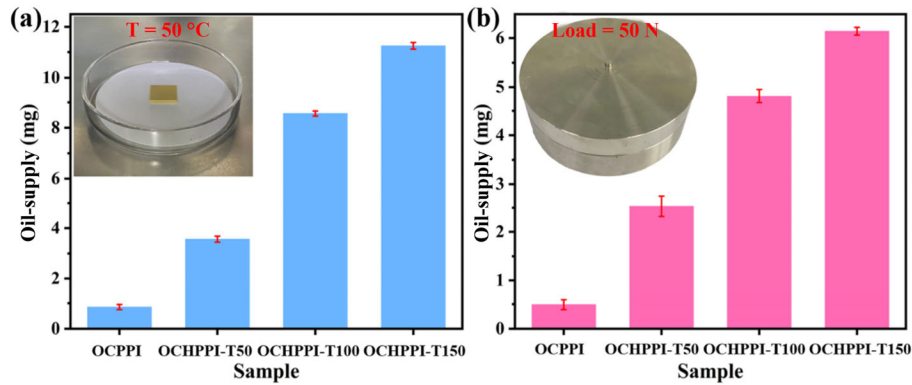 (a)
T = 50 °C
Oil-supply (mg)
12
10
8
6
4
2
0
OCPPI OCHPPI-T50 OCHPPI-T100 OCHPPI-T150
Sample
(b)
Load = 50 N
Oil-supply (mg)
6
5
4
3
2
1
0
OCPPI OCHPPI-T50 OCHPPI-T100 OCHPPI-T150
Sample